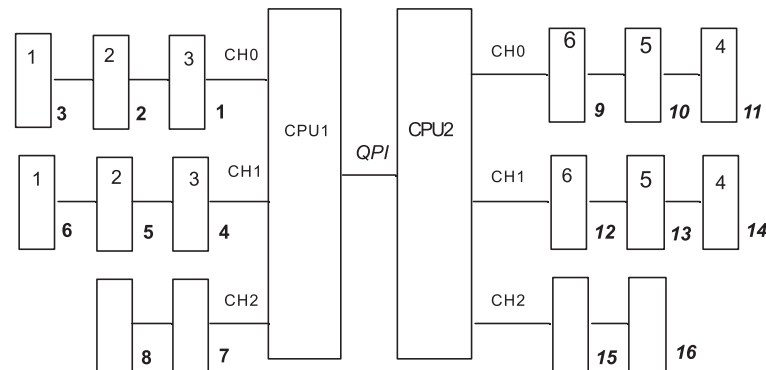 1 2 3 CH0 CH0 6 5 4
3 2 1 9 10 11
CPU1 QPI CPU2
1 2 3 CH1 CH1 6 5 4
6 5 4 12 13 14
CH2 CH2
8 7 15 16